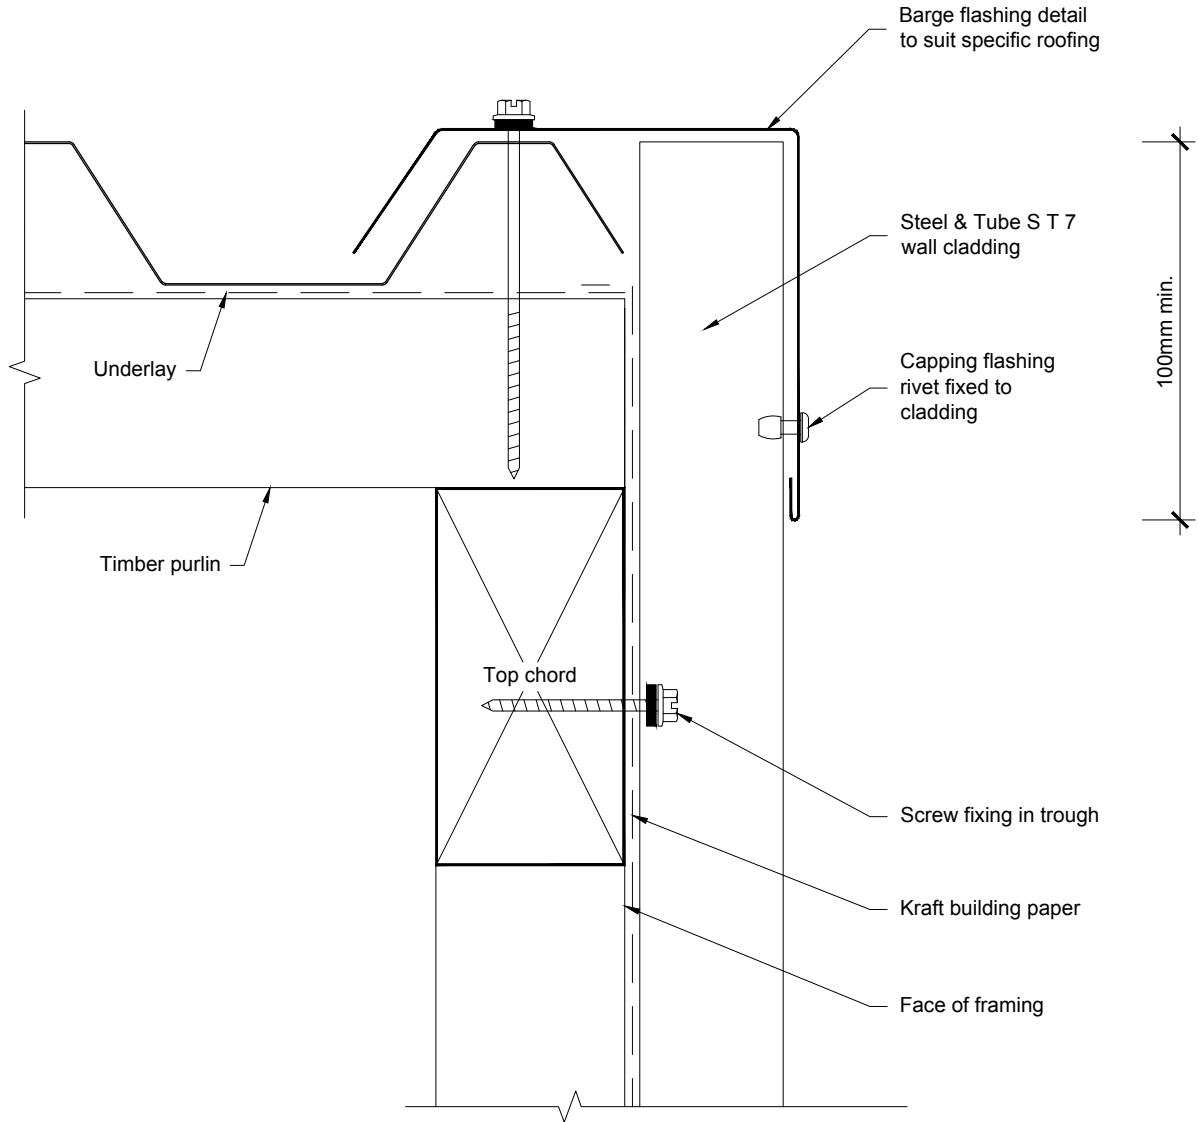 Barge flashing detail
to suit specific roofing
Steel & Tube S T 7
wall cladding
100mm min.
Underlay
Capping flashing
rivet fixed to
cladding
Timber purlin
Top chord
Screw fixing in trough
Kraft building paper
Face of framing